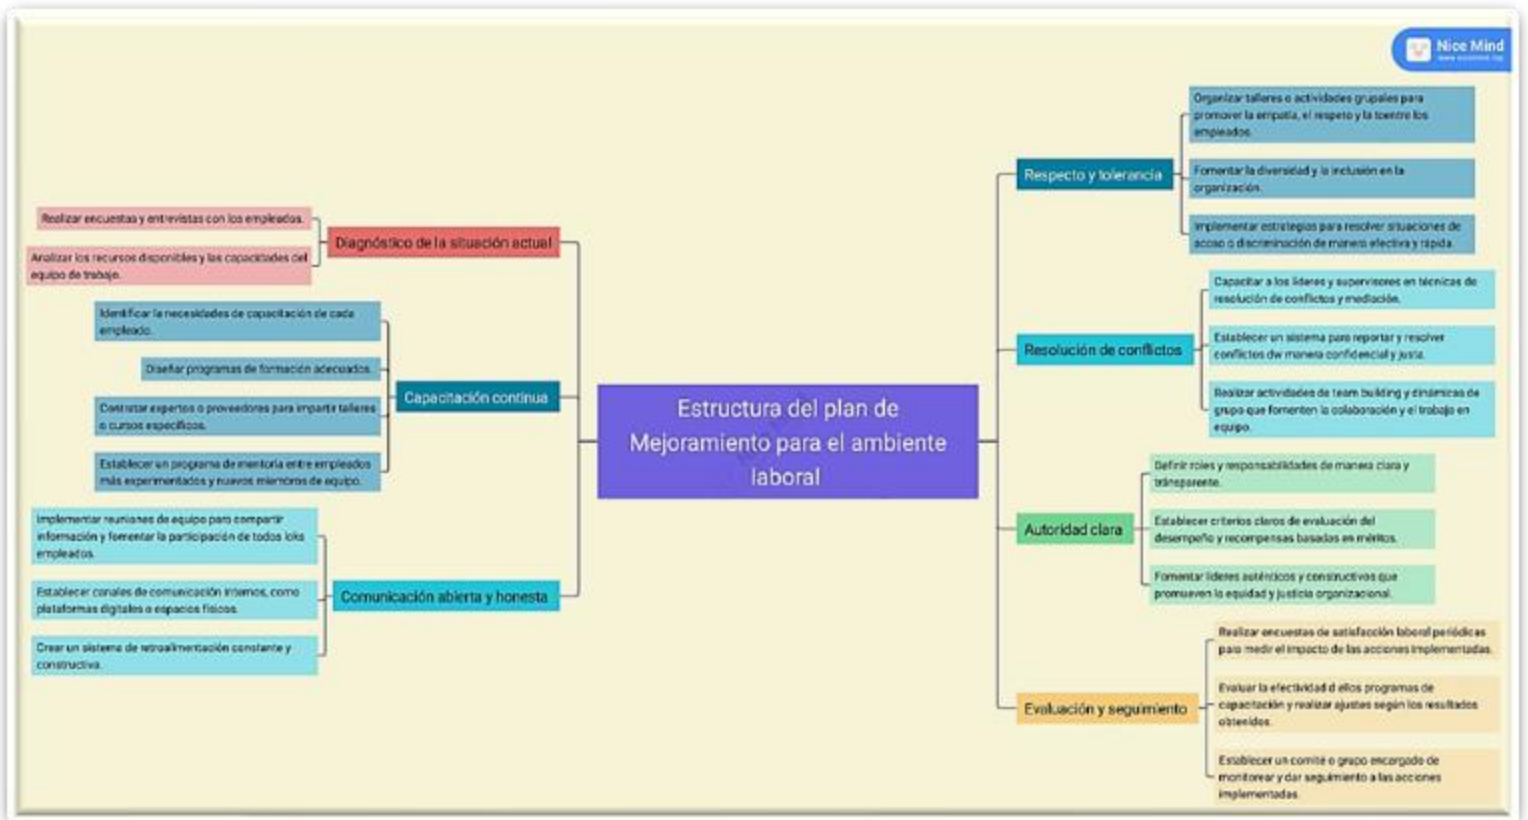 Nice Mind
Estructura del plan de
Mejoramiento para el ambiente
laboral
Diagnóstico de la situación actual
Realizar encuestas y entrevistas con los empleados.
Analizar los recursos disponibles y las capacidades del
equipo de trabajo.
Capacitación continua
Identificar la necesidades de capacitación de cada
empleado.
Diseñar programas de formación adecuados.
Contratar expertos o proveedores para impartir talleres
o cursos específicos.
Establecer un programa de mentoría entre empleados
más experimentados y nuevos miembros de equipo.
Comunicación abierta y honesta
Implementar reuniones de equipo para compartir
información y fomentar la participación de todos loks
empleados.
Establecer canales de comunicación internos, como
plataformas digitales o espacios físicos.
Crear un sistema de retroalimentación constante y
constructiva.
Respecto y tolerancia
Organizar talleres o actividades grupales para
promover la empatía, el respeto y la toentre los
empleados.
Fomentar la diversidad y la inclusión en la
organización.
Implementar estrategias para resolver situaciones de
acoso o discriminación de manera efectiva y rápida.
Resolución de conflictos
Capacitar a los líderes y supervisores en técnicas de
resolución de conflictos y mediación.
Establecer un sistema para reportar y resolver
conflictos dw manera confidencial y justa.
Realizar actividades de team building y dinámicas de
grupo que fomenten la colaboración y el trabajo en
equipo.
Autoridad clara
Definir roles y responsabilidades de manera clara y
transparente.
Establecer criterios claros de evaluación del
desempeño y recompensas basadas en méritos.
Fomentar líderes auténticos y constructivos que
promueven la equidad y justicia organizacional.
Evaluación y seguimiento
Realizar encuestas de satisfacción laboral periódicas
para medir el impacto de las acciones implementadas.
Evaluar la efectividad d ellos programas de
capacitación y realizar ajustes según los resultados
obtenidos.
Establecer un comité o grupo encargado de
monitorear y dar seguimiento a las acciones
implementadas.